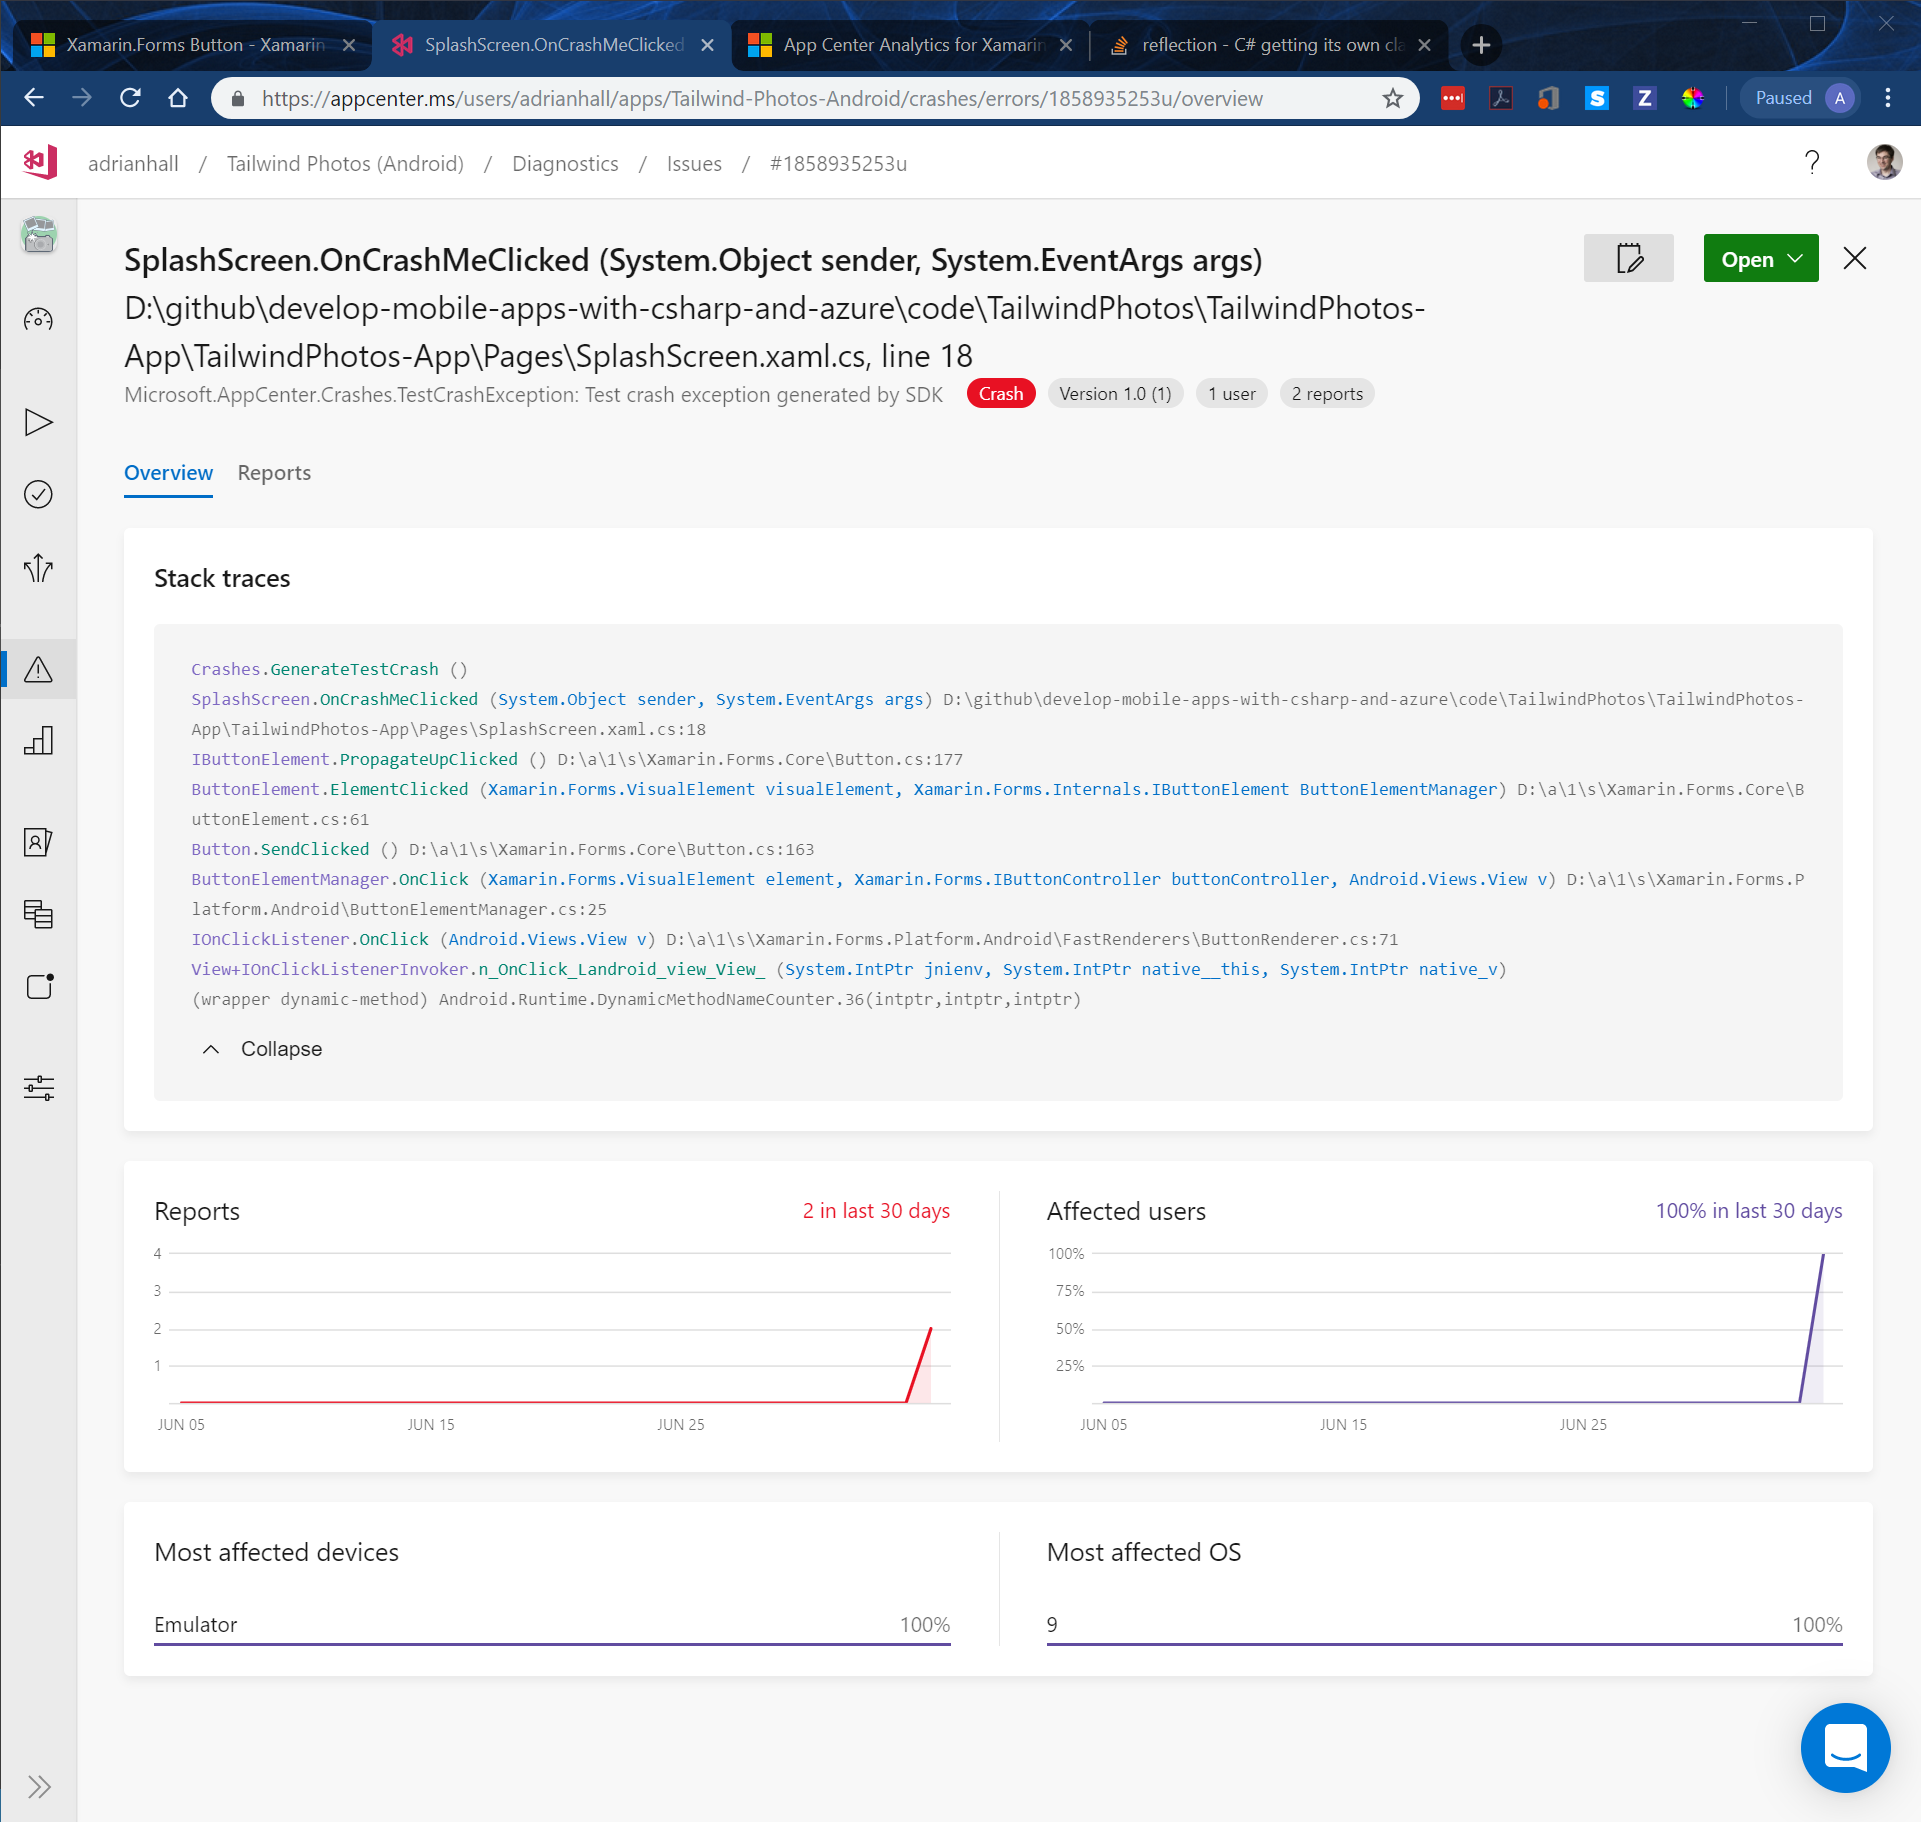 Xamarin.Forms Button - Xamarin
SplashScreen.OnCrashMeClicked
App Center Analytics for Xamarin
reflection - C# getting its own cla
https://appcenter.ms/users/adrianhall/apps/Tailwind-Photos-Android/crashes/errors/1858935253u/overview
S
Z
Paused
A
adrianhall / Tailwind Photos (Android) / Diagnostics / Issues / #1858935253u
?
SplashScreen.OnCrashMeClicked (System.Object sender, System.EventArgs args)
D:\github\develop-mobile-apps-with-csharp-and-azure\code\TailwindPhotos\TailwindPhotos-
App\TailwindPhotos-App\Pages\SplashScreen.xaml.cs, line 18
Open
Microsoft.AppCenter.Crashes.TestCrashException: Test crash exception generated by SDK
Crash
Version 1.0 (1)
1 user
2 reports
Overview
Reports
Stack traces
Crashes.GenerateTestCrash ()
SplashScreen.OnCrashMeClicked (System.Object sender, System.EventArgs args) D:\github\develop-mobile-apps-with-csharp-and-azure\code\TailwindPhotos\TailwindPhotos-
App\TailwindPhotos-App\Pages\SplashScreen.xaml.cs:18
IButtonElement.PropagateUpClicked () D:\a\1\s\Xamarin.Forms.Core\Button.cs:177
ButtonElement.ElementClicked (Xamarin.Forms.VisualElement visualElement, Xamarin.Forms.Internals.IButtonElement ButtonElementManager) D:\a\1\s\Xamarin.Forms.Core\B
uttonElement.cs:61
Button.SendClicked () D:\a\1\s\Xamarin.Forms.Core\Button.cs:163
ButtonElementManager.OnClick (Xamarin.Forms.VisualElement element, Xamarin.Forms.IButtonController buttonController, Android.Views.View v) D:\a\1\s\Xamarin.Forms.P
latform.Android\ButtonElementManager.cs:25
IOnClickListener.OnClick (Android.Views.View v) D:\a\1\s\Xamarin.Forms.Platform.Android\FastRenderers\ButtonRenderer.cs:71
View+IOnClickListenerInvoker.n_OnClick_Landroid_view_View_ (System.IntPtr jnienv, System.IntPtr native__this, System.IntPtr native_v)
(wrapper dynamic-method) Android.Runtime.DynamicMethodNameCounter.36(intptr,intptr,intptr)
Collapse
Reports
2 in last 30 days
4
3
2
1
JUN 05
JUN 15
JUN 25
Affected users
100% in last 30 days
100%
75%
50%
25%
JUN 05
JUN 15
JUN 25
Most affected devices
Emulator
100%
Most affected OS
9
100%